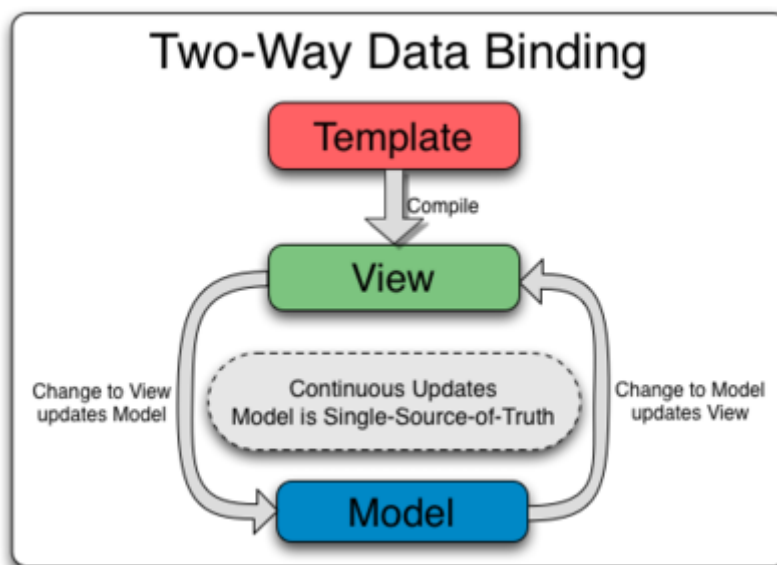 Two-Way Data Binding
Template
Compile
View
Change to View
updates Model
Continuous Updates
Model is Single-Source-of-Truth
Change to Model
updates View
Model